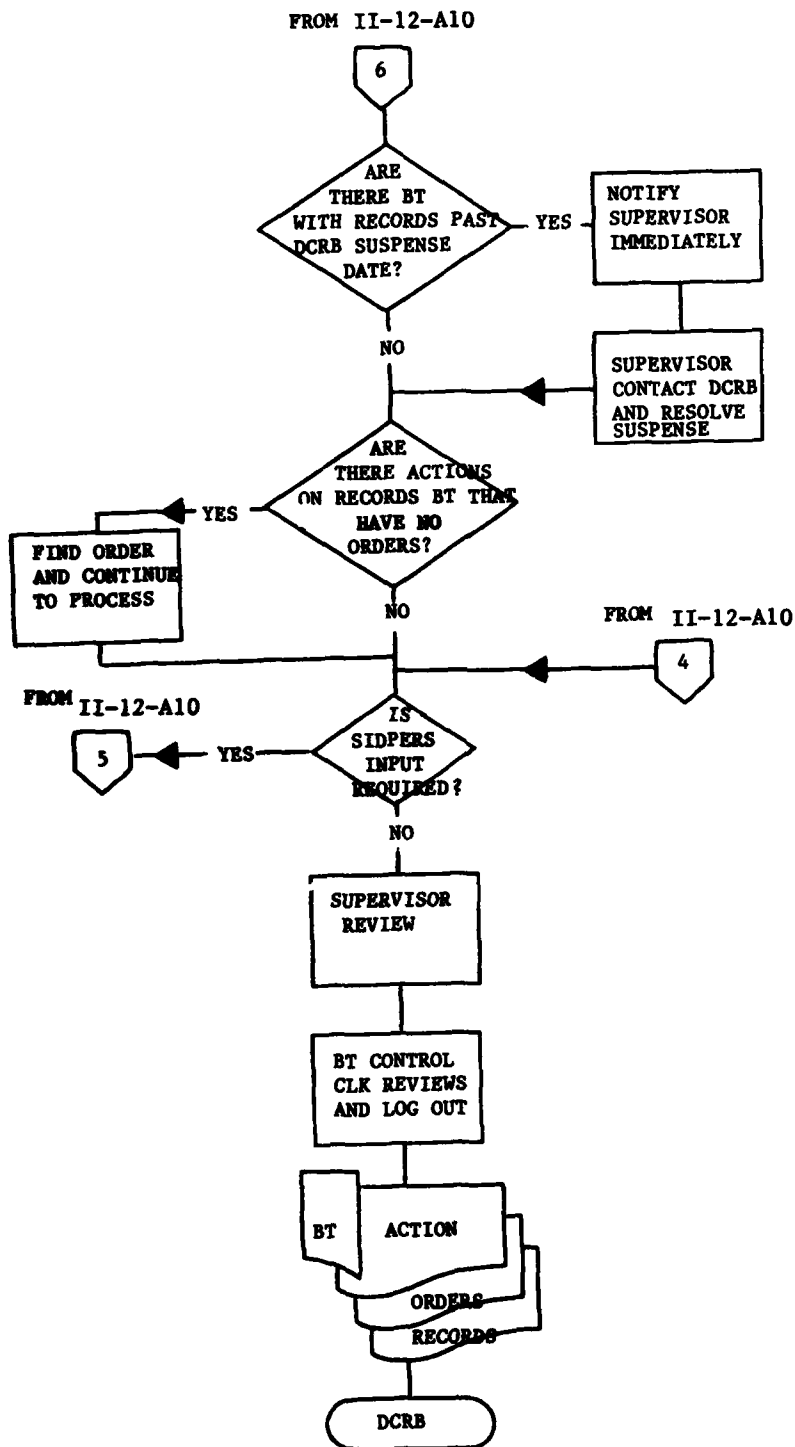 FROM II-12-A10
6
ARE
THERE BT
WITH RECORDS PAST
DCRB SUSPENSE
DATE?
YES
NOTIFY
SUPERVISOR
IMMEDIATELY
NO
SUPERVISOR
CONTACT DCRB
AND RESOLVE
SUSPENSE
ARE
THERE ACTIONS
ON RECORDS BT THAT
HAVE NO
ORDERS?
YES
FIND ORDER
AND CONTINUE
TO PROCESS
NO
FROM II-12-A10
4
FROM II-12-A10
5
YES
IS
SIDPERS
INPUT
REQUIRED?
NO
SUPERVISOR
REVIEW
BT CONTROL
CLK REVIEWS
AND LOG OUT
BT
ACTION
ORDERS
RECORDS
DCRB